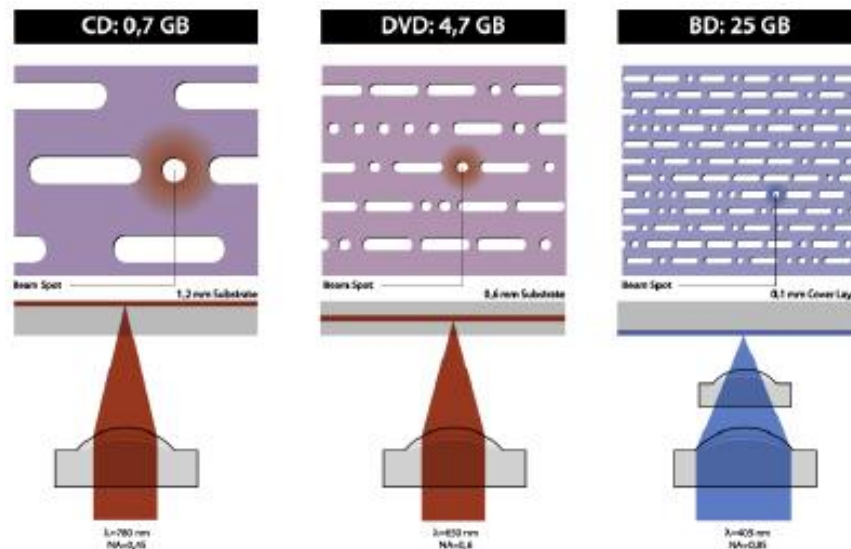 CD: 0,7 GB
Beam Spot
1,2 mm Substrate
λ=780 nm
NA=0,45
DVD: 4,7 GB
Beam Spot
0,6 mm Substrate
λ=650 nm
NA=0,6
BD: 25 GB
Beam Spot
0,1 mm Cover Lay
λ=405 nm
NA=0,85